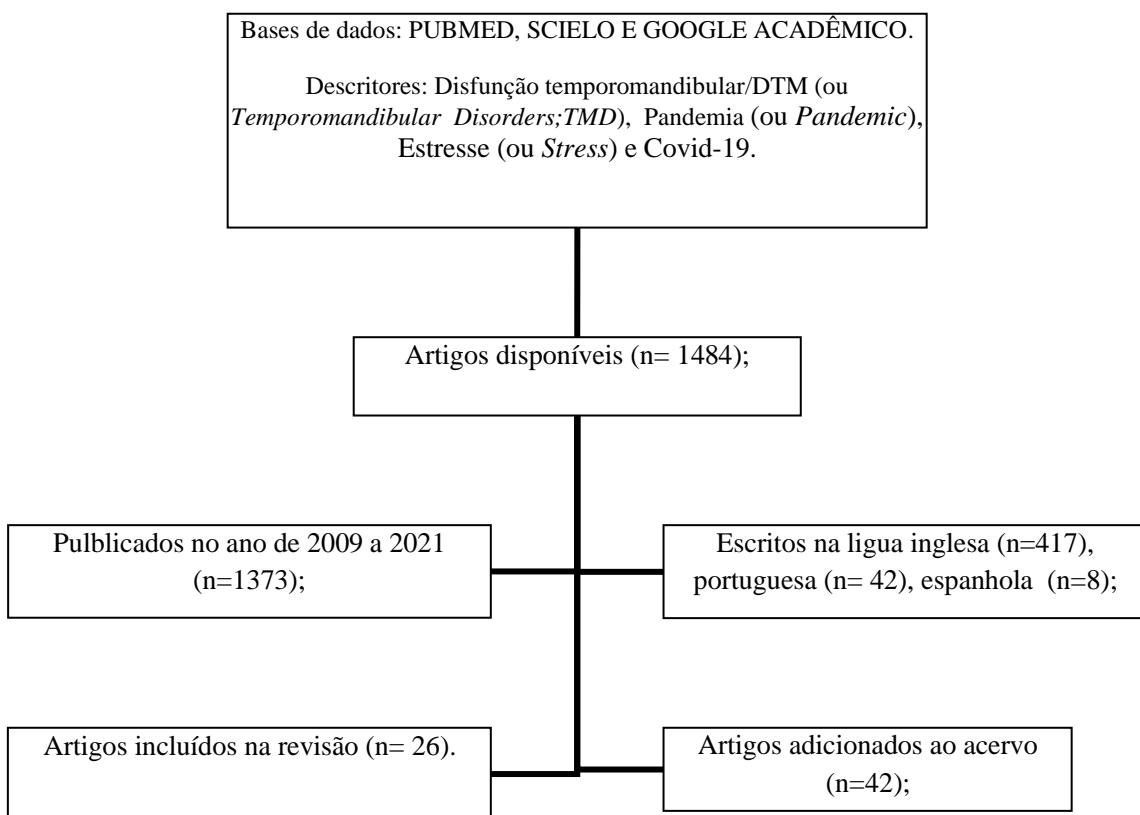 Bases de dados: PUBMED, SCIELO E GOOGLE ACADÊMICO.
Descritores: Disfunção temporomandibular/DTM (ou
Temporomandibular Disorders;TMD), Pandemia (ou Pandemic),
Estresse (ou Stress) e Covid-19.
Artigos disponíveis (n= 1484);
Pulblicados no ano de 2009 a 2021
(n=1373);
Escritos na ligua inglesa (n=417),
portuguesa (n= 42), espanhola (n=8);
Artigos incluídos na revisão (n= 26).
Artigos adicionados ao acervo
(n=42);